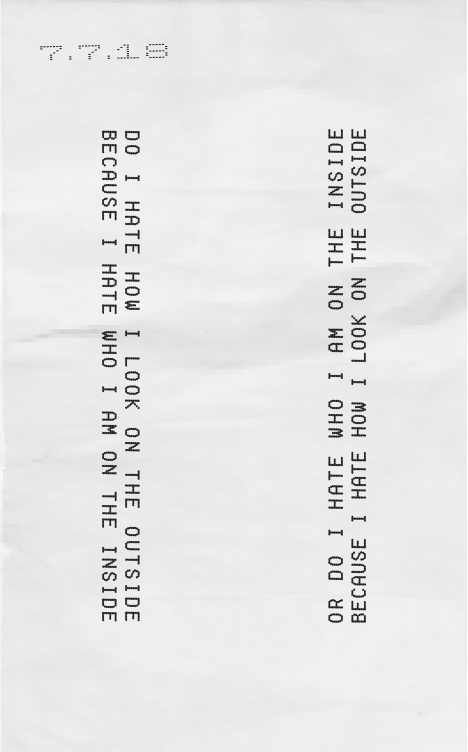 7.7.18
DO I HATE HOW I LOOK ON THE OUTSIDE
BECAUSE I HATE WHO I AM ON THE INSIDE
OR DO I HATE WHO I AM ON THE INSIDE
BECAUSE I HATE HOW I LOOK ON THE OUTSIDE